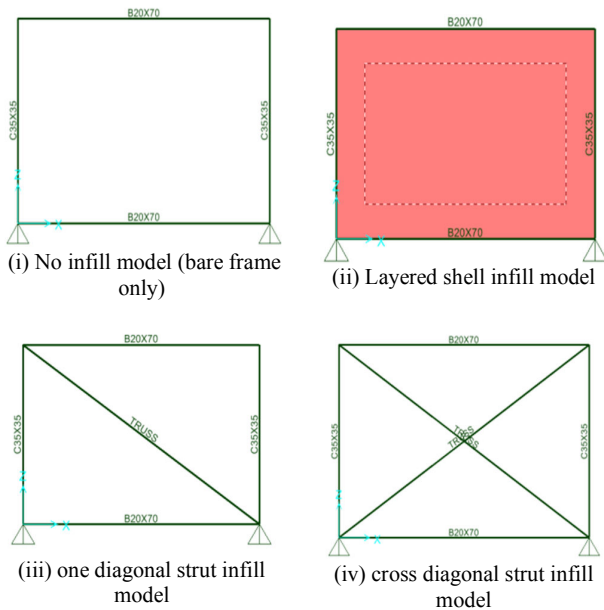 B20X70
C35X35
C35X35
B20X70
X
(i) No infill model (bare frame
only)
B20X70
C35X35
C35X35
B20X70
X
(ii) Layered shell infill model
B20X70
C35X35
TRUSS
C35X35
B20X70
X
(iii) one diagonal strut infill
model
B20X70
C35X35
C35X35
B20X70
X
(iv) cross diagonal strut infill
model